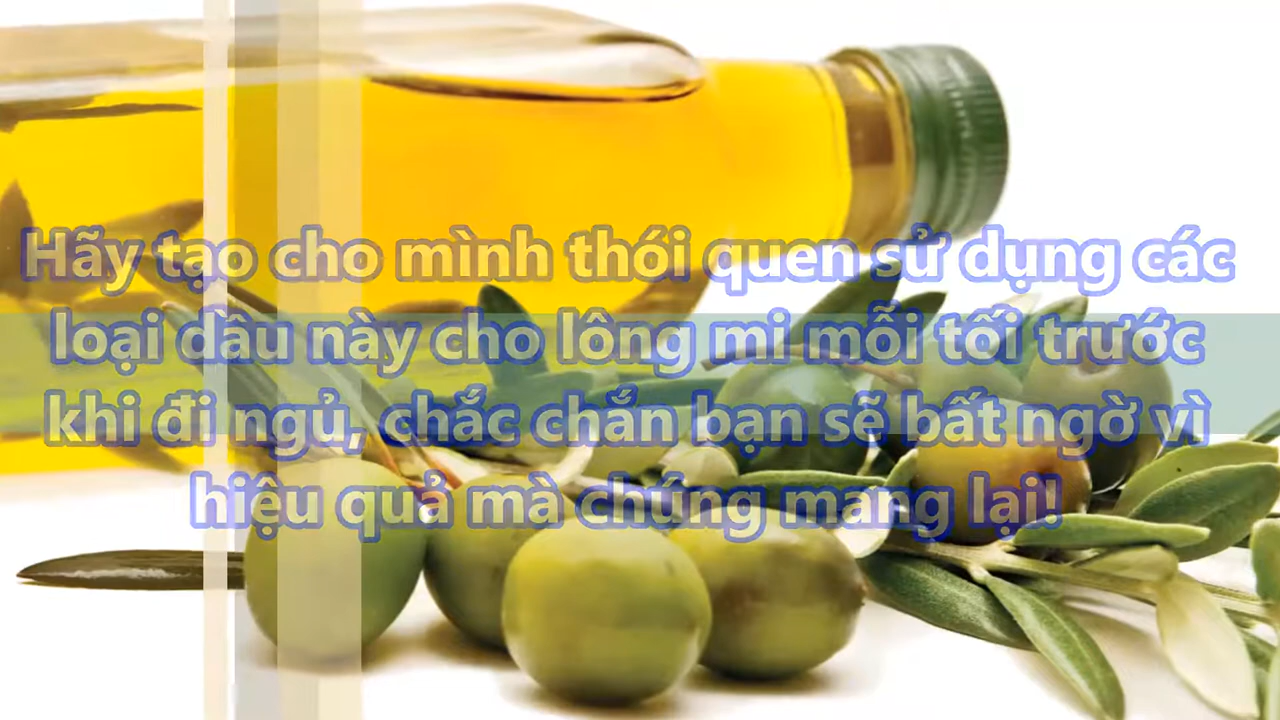 Hãy tạo cho mình thói quen sử dụng các
loại dầu này cho lông mi mỗi tối trước
khi đi ngủ, chắc chắn bạn sẽ bất ngờ vì
hiệu quả mà chúng mang lại!